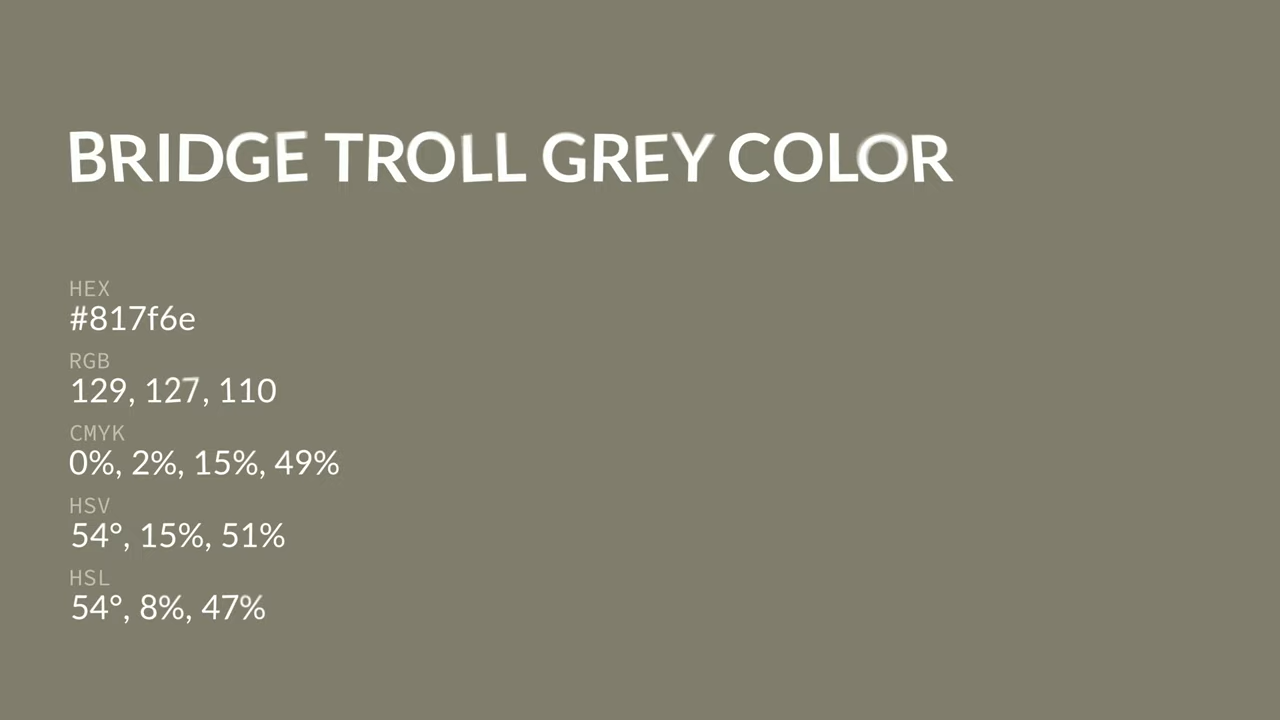 BRIDGE TROLL GREY COLOR
HEX
#817f6e
RGB
129, 127, 110
CMYK
0%, 2%, 15%, 49%
HSV
54°, 15%, 51%
HSL
54°, 8%, 47%